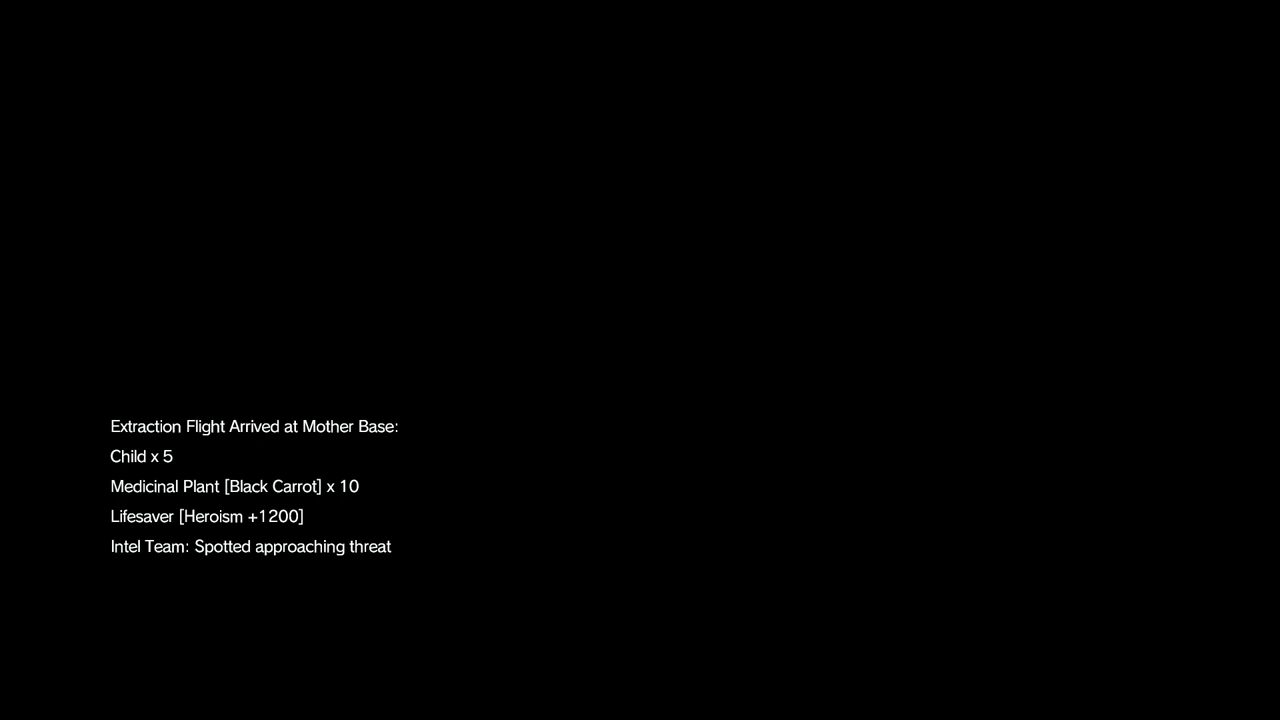 Extraction Flight Arrived at Mother Base:
Child x 5
Medicinal Plant [Black Carrot] x 10
Lifesaver [Heroism +1200]
Intel Team: Spotted approaching threat